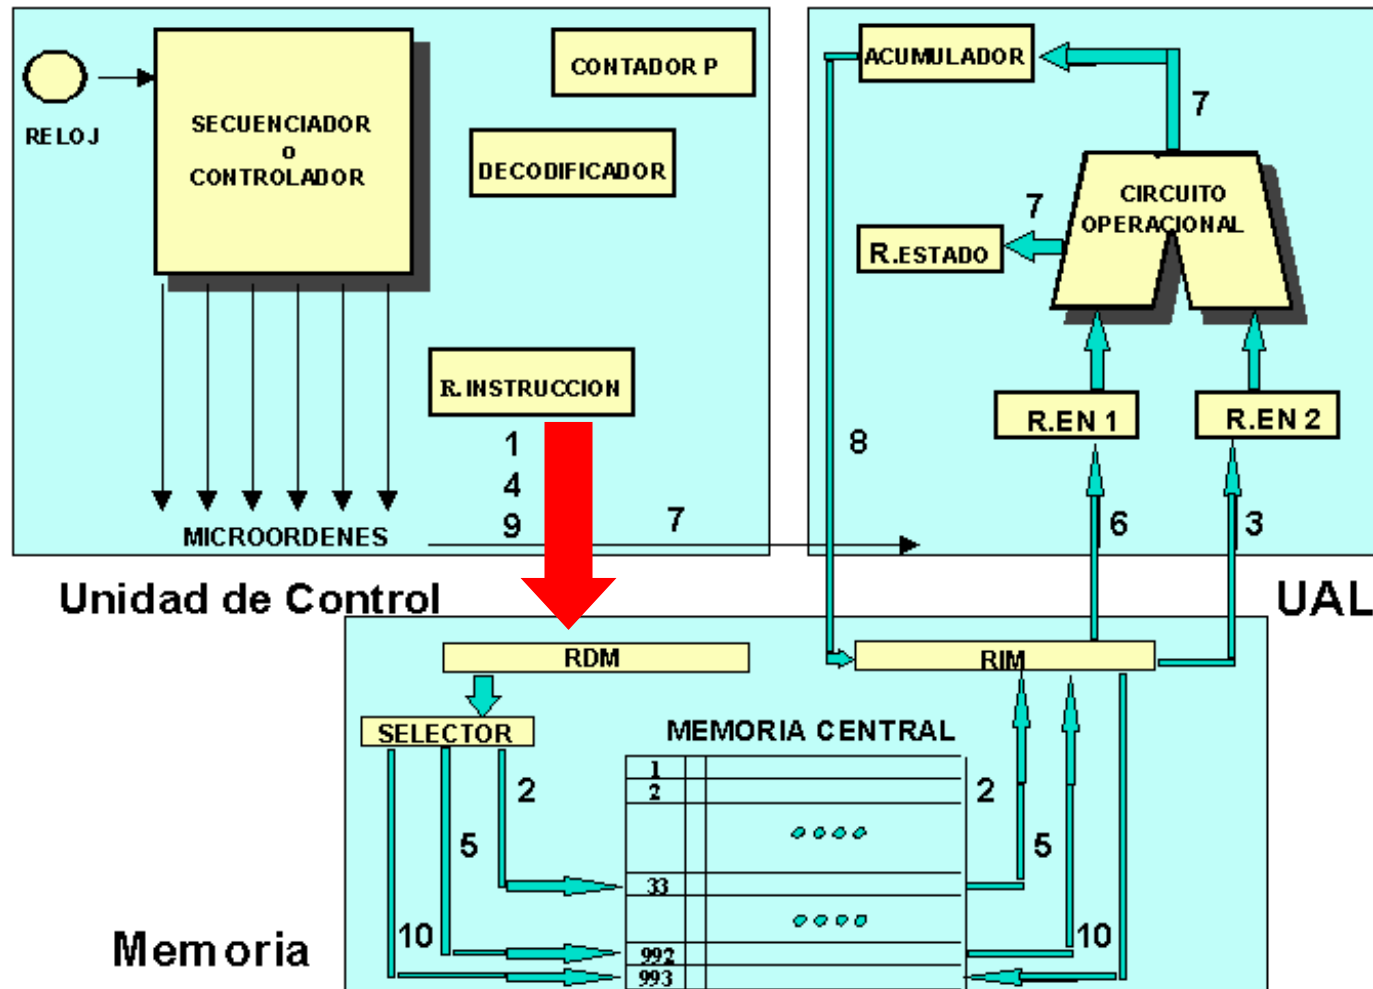 RELOJ
SECUENCIADOR
o
CONTROLADOR
CONTADOR P
DECODIFICADOR
R.INSTRUCCION
1
4
9
7
MICROORDENES
Unidad de Control
ACUMULADOR
7
CIRCUITO
OPERACIONAL
7
R.ESTADO
R.EN 1
R.EN 2
8
6
3
UAL
RDM
RIM
SELECTOR
MEMORIA CENTRAL
1
2
33
992
993
2
5
10
2
5
10
Memoria